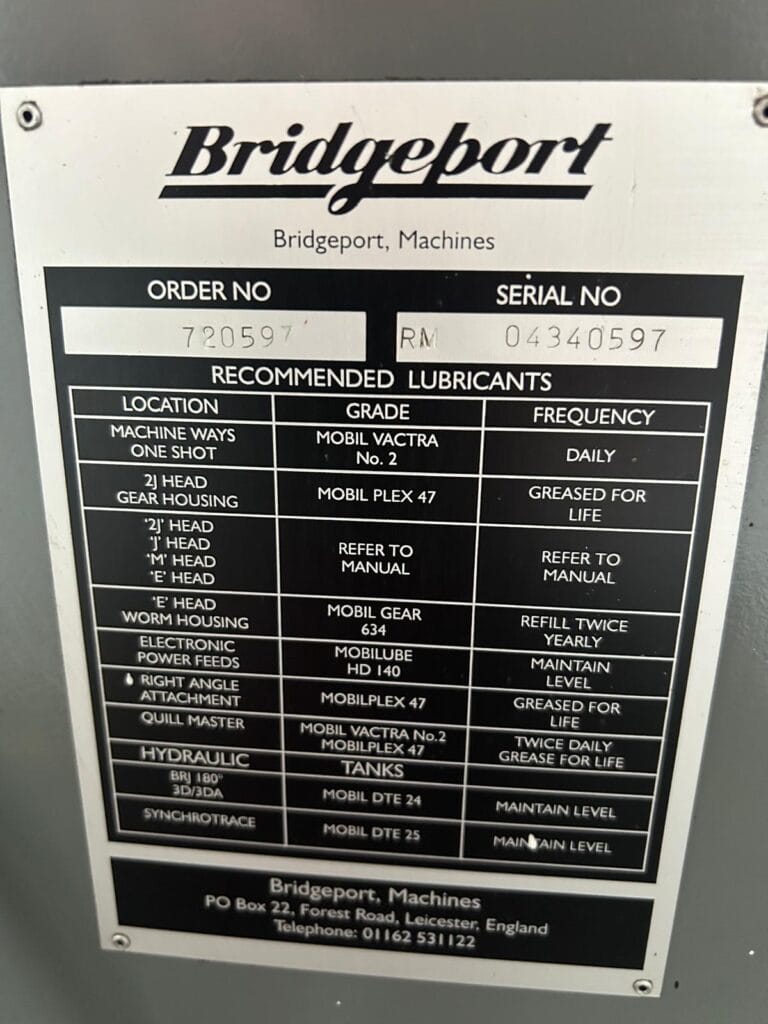 Bridgeport
Bridgeport, Machines
ORDER NO SERIAL NO
720597 RM 04340597
RECOMMENDED LUBRICANTS
LOCATION GRADE FREQUENCY
MACHINE WAYS
ONE SHOT
MOBIL VACTRA
No. 2
DAILY
2J HEAD
GEAR HOUSING
MOBIL PLEX 47
GREASED FOR
LIFE
'2J' HEAD
'J' HEAD
'M' HEAD
'E' HEAD
REFER TO
MANUAL
REFER TO
MANUAL
'E' HEAD
WORM HOUSING
MOBIL GEAR
634
REFILL TWICE
YEARLY
ELECTRONIC
POWER FEEDS
MOBILUBE
HD 140
MAINTAIN
LEVEL
RIGHT ANGLE
ATTACHMENT
MOBILPLEX 47
GREASED FOR
LIFE
QUILL MASTER
MOBIL VACTRA No.2
MOBILPLEX 47
TWICE DAILY
GREASE FOR LIFE
HYDRAULIC TANKS
BRJ 180°
3D/3DA
MOBIL DTE 24
MAINTAIN LEVEL
SYNCHROTRACE
MOBIL DTE 25
MAINTAIN LEVEL
Bridgeport, Machines
PO Box 22, Forest Road, Leicester, England
Telephone: 01162 531122